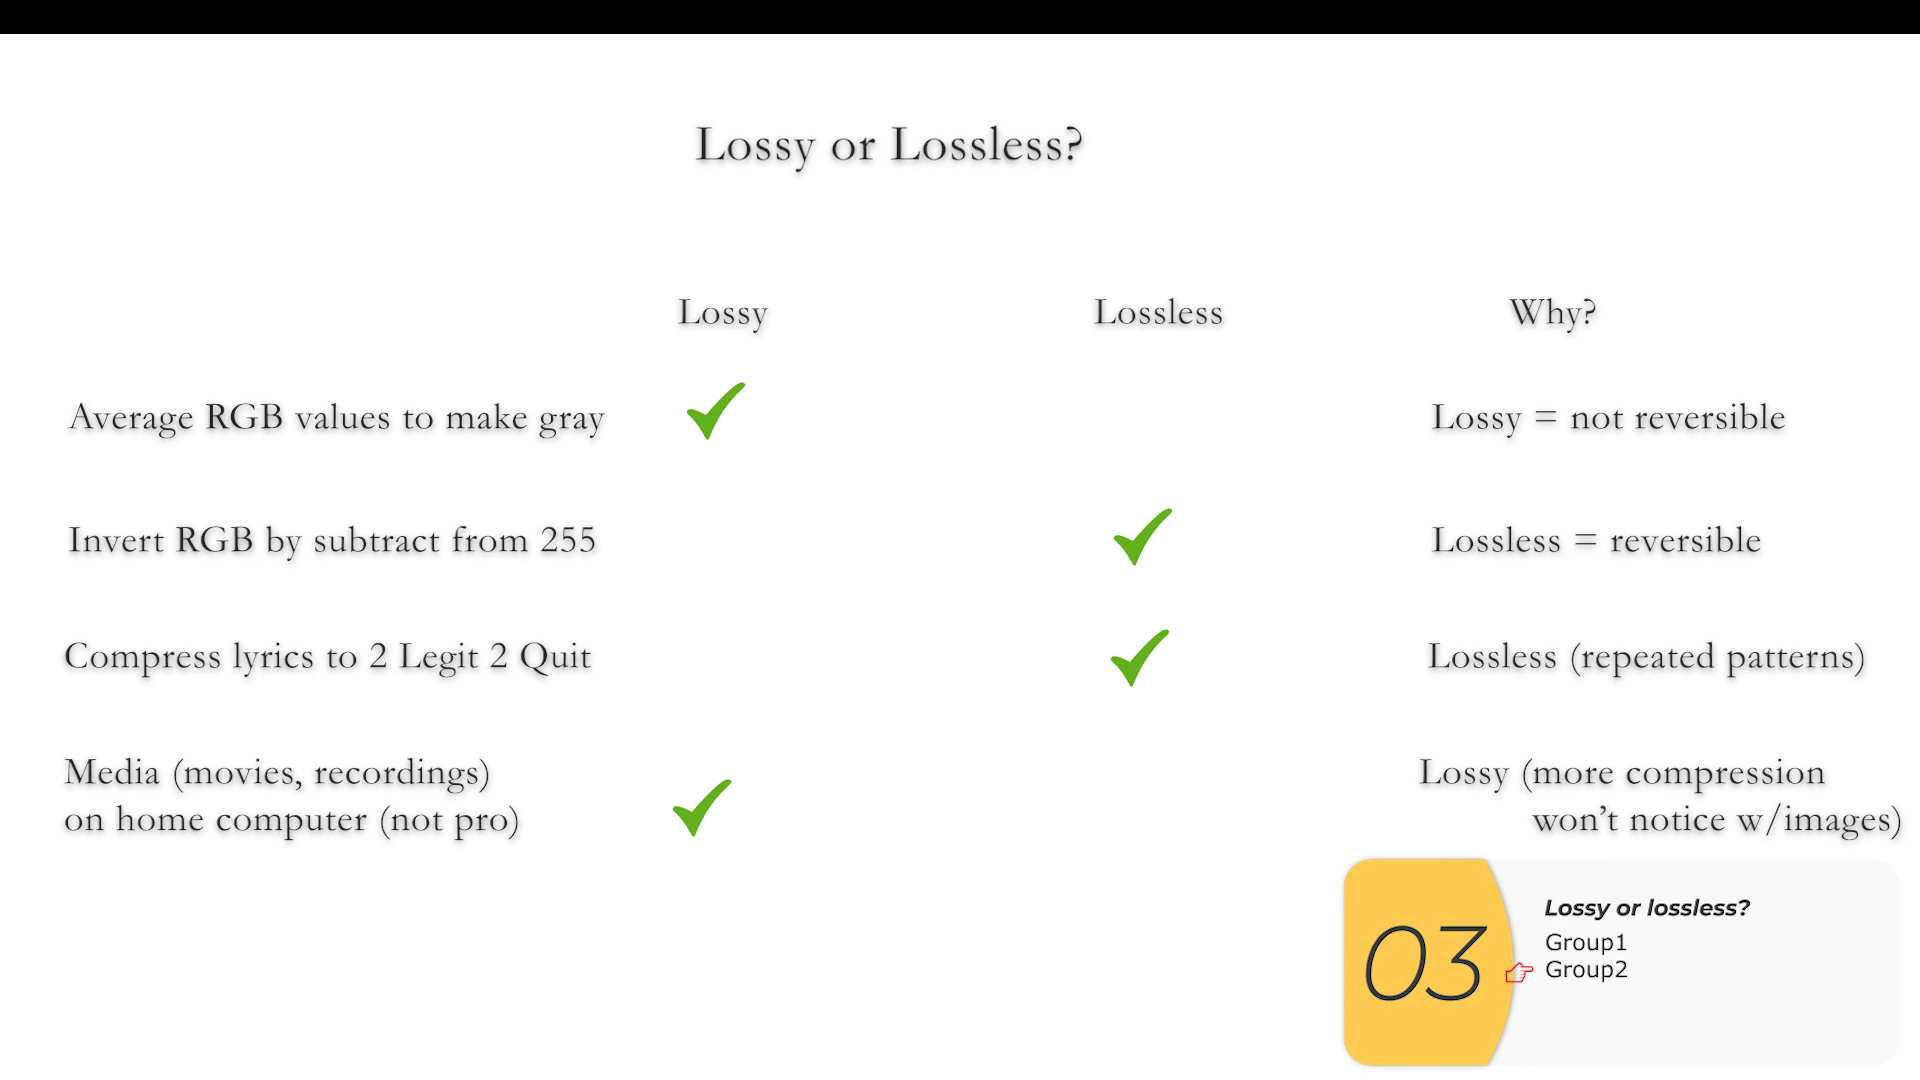 Lossy or Lossless?
Lossy Lossless Why?
Average RGB values to make gray Lossy = not reversible
Invert RGB by subtract from 255 Lossless = reversible
Compress lyrics to 2 Legit 2 Quit Lossless (repeated patterns)
Media (movies, recordings) Lossy (more compression
on home computer (not pro) won't notice w/images)
03
Lossy or lossless?
Group1
Group2